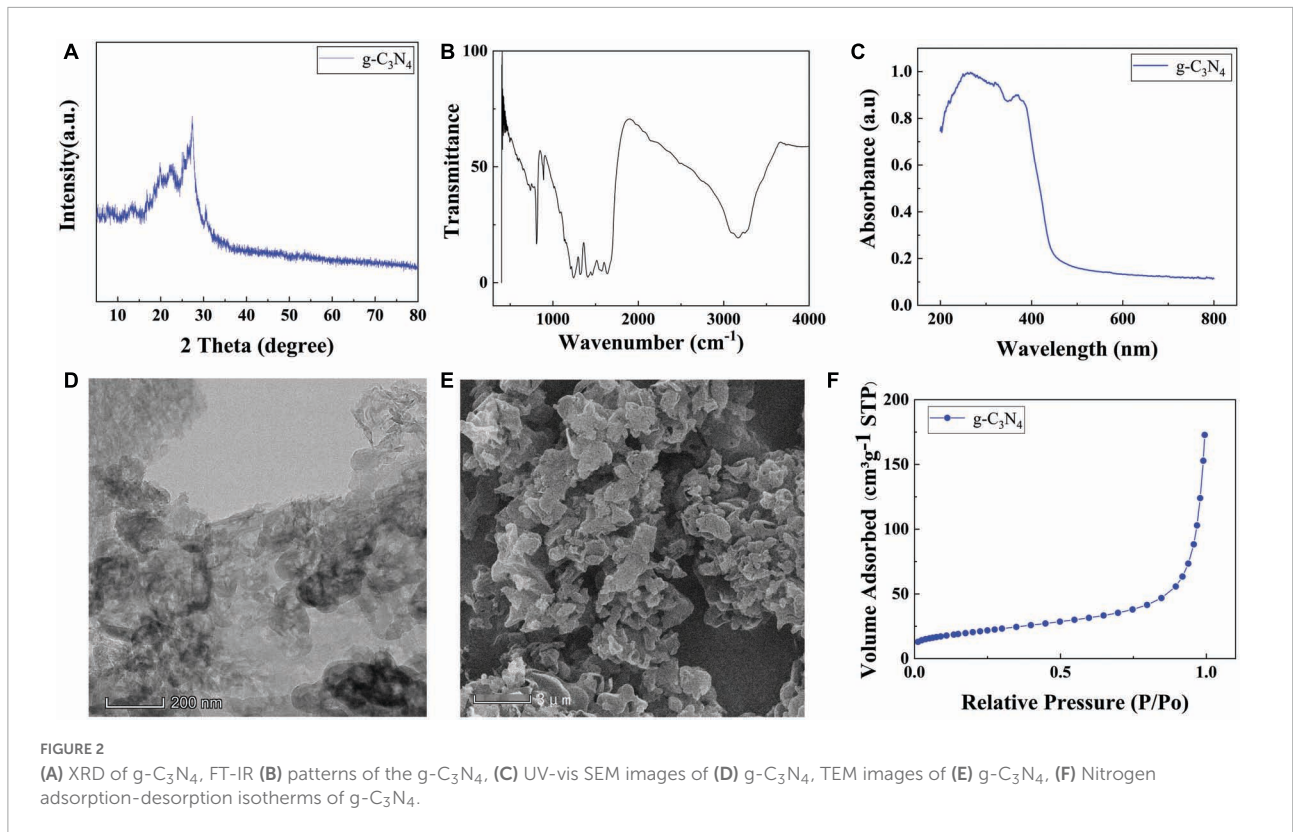 A
g-C3N4
Intensity(a.u.)
10 20 30 40 50 60 70 80
2 Theta (degree)
B
100
50
0
Transmittance
1000 2000 3000 4000
Wavenumber (cm-1)
C
g-C3N4
1.0
0.8
0.6
0.4
0.2
0.0
Absorbance (a.u)
200 400 600 800
Wavelength (nm)
D
200 nm
E
3 μm
F
g-C3N4
200
150
100
50
0
Volume Adsorbed (cm³g-1 STP)
0.0 0.5 1.0
Relative Pressure (P/Po)
FIGURE 2
(A) XRD of g-C3N4, FT-IR (B) patterns of the g-C3N4, (C) UV-vis SEM images of (D) g-C3N4, TEM images of (E) g-C3N4, (F) Nitrogen
adsorption-desorption isotherms of g-C3N4.